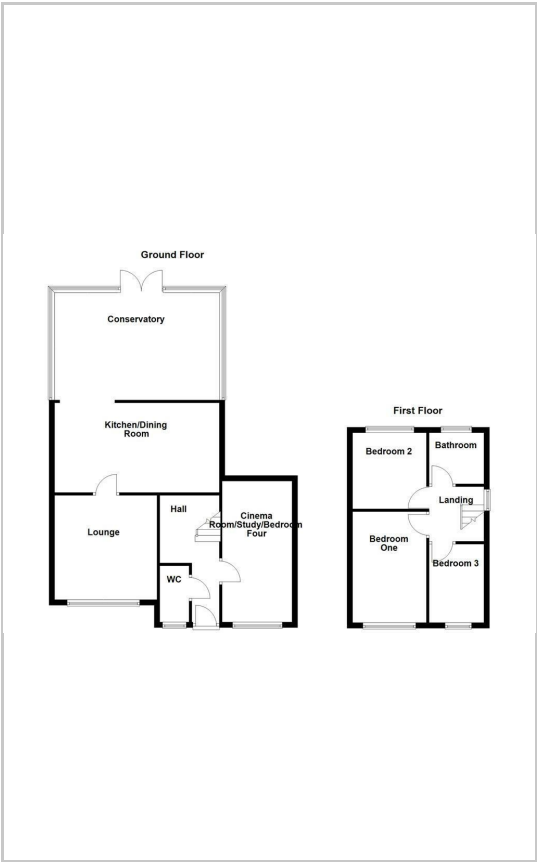 Ground Floor
Conservatory
Kitchen/Dining
Room
Hall
Cinema
Room/Study/Bedroom
Four
Lounge
WC
First Floor
Bedroom 2
Bathroom
Landing
Bedroom
One
Bedroom 3